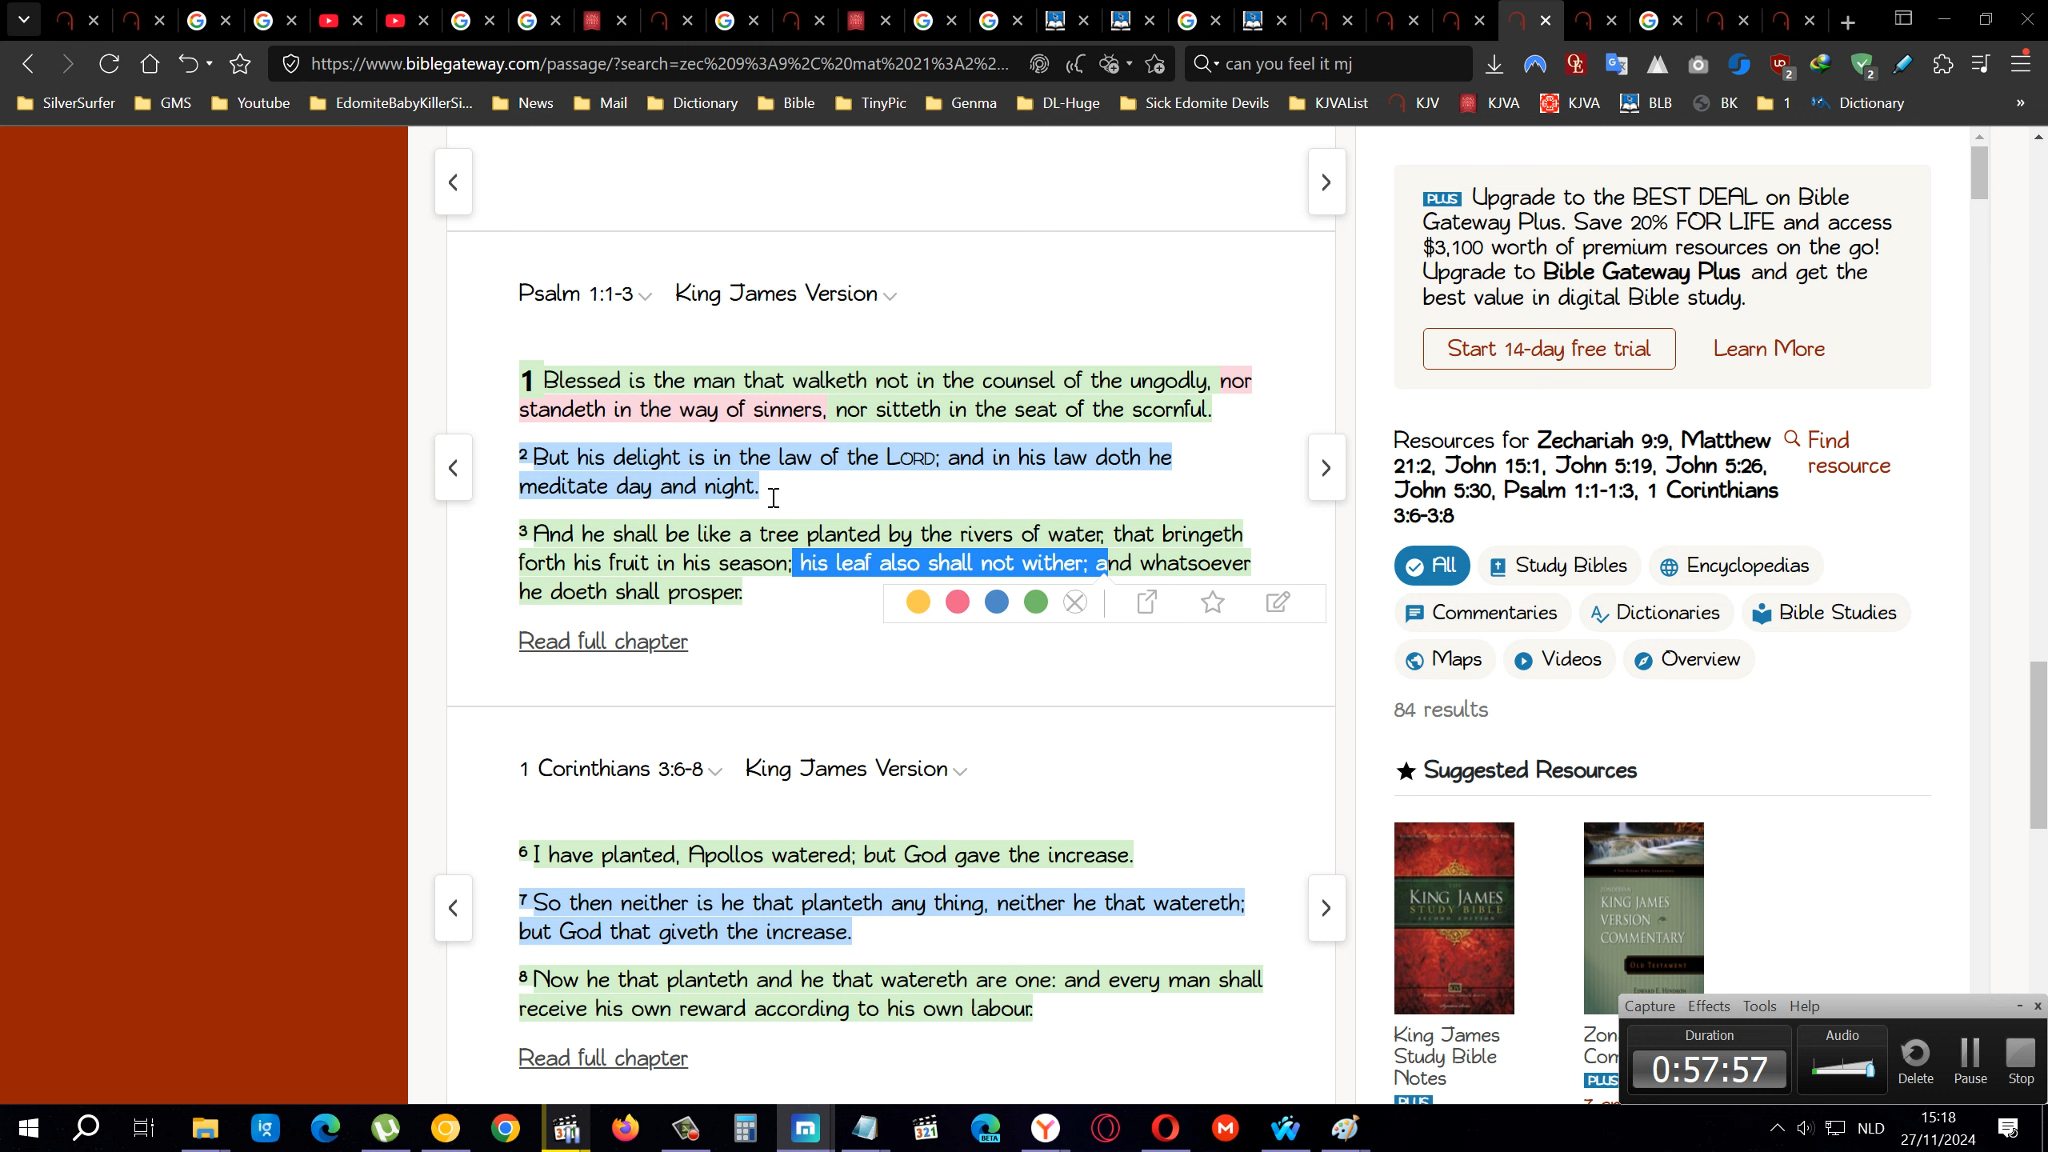 https://www.biblegateway.com/passage/?search=zec%209%3A9%2C%20mat%2021%3A2%2...
can you feel it mj
SilverSurfer
GMS
Youtube
EdomiteBabyKillerSi...
News
Mail
Dictionary
Bible
TinyPic
Genma
DL-Huge
Sick Edomite Devils
KJVAList
KJV
KJVA
KJVA
BLB
BK
1
Dictionary
Psalm 1:1-3 King James Version
1 Blessed is the man that walketh not in the counsel of the ungodly, nor
standeth in the way of sinners, nor sitteth in the seat of the scornful.
2 But his delight is in the law of the LORD; and in his law doth he
meditate day and night.
3 And he shall be like a tree planted by the rivers of water, that bringeth
forth his fruit in his season; his leaf also shall not wither; and whatsoever
he doeth shall prosper.
Read full chapter
1 Corinthians 3:6-8 King James Version
6 I have planted, Apollos watered; but God gave the increase.
7 So then neither is he that planteth any thing, neither he that watereth;
but God that giveth the increase.
8 Now he that planteth and he that watereth are one: and every man shall
receive his own reward according to his own labour.
Read full chapter
PLUS Upgrade to the BEST DEAL on Bible
Gateway Plus. Save 20% FOR LIFE and access
$3,100 worth of premium resources on the go!
Upgrade to Bible Gateway Plus and get the
best value in digital Bible study.
Start 14-day free trial
Learn More
Resources for Zechariah 9:9, Matthew
21:2, John 15:1, John 5:19, John 5:26,
John 5:30, Psalm 1:1-1:3, 1 Corinthians
3:6-3:8
Find
resource
All
Study Bibles
Encyclopedias
Commentaries
Dictionaries
Bible Studies
Maps
Videos
Overview
84 results
Suggested Resources
KING JAMES
STUDY BIBLE
SECOND EDITION
KING JAMES
VERSION
COMMENTARY
OLD TESTAMENT
King James
Study Bible
Notes
PLUS
Zon
Com
PLUS
Capture Effects Tools Help
Duration
0:57:57
Audio
Delete
Pause
Stop
NLD
15:18
27/11/2024